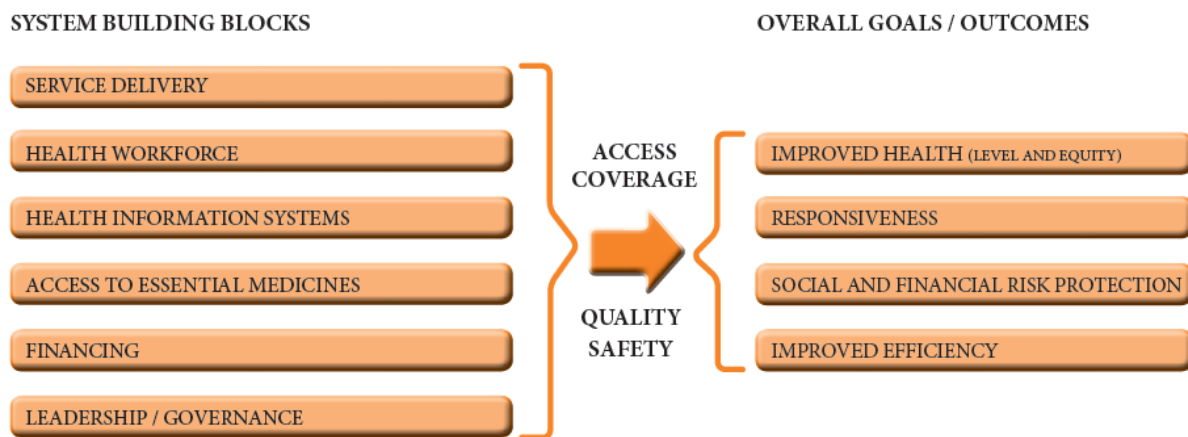 SYSTEM BUILDING BLOCKS
SERVICE DELIVERY
HEALTH WORKFORCE
HEALTH INFORMATION SYSTEMS
ACCESS TO ESSENTIAL MEDICINES
FINANCING
LEADERSHIP / GOVERNANCE
ACCESS
COVERAGE
QUALITY
SAFETY
OVERALL GOALS / OUTCOMES
IMPROVED HEALTH (LEVEL AND EQUITY)
RESPONSIVENESS
SOCIAL AND FINANCIAL RISK PROTECTION
IMPROVED EFFICIENCY